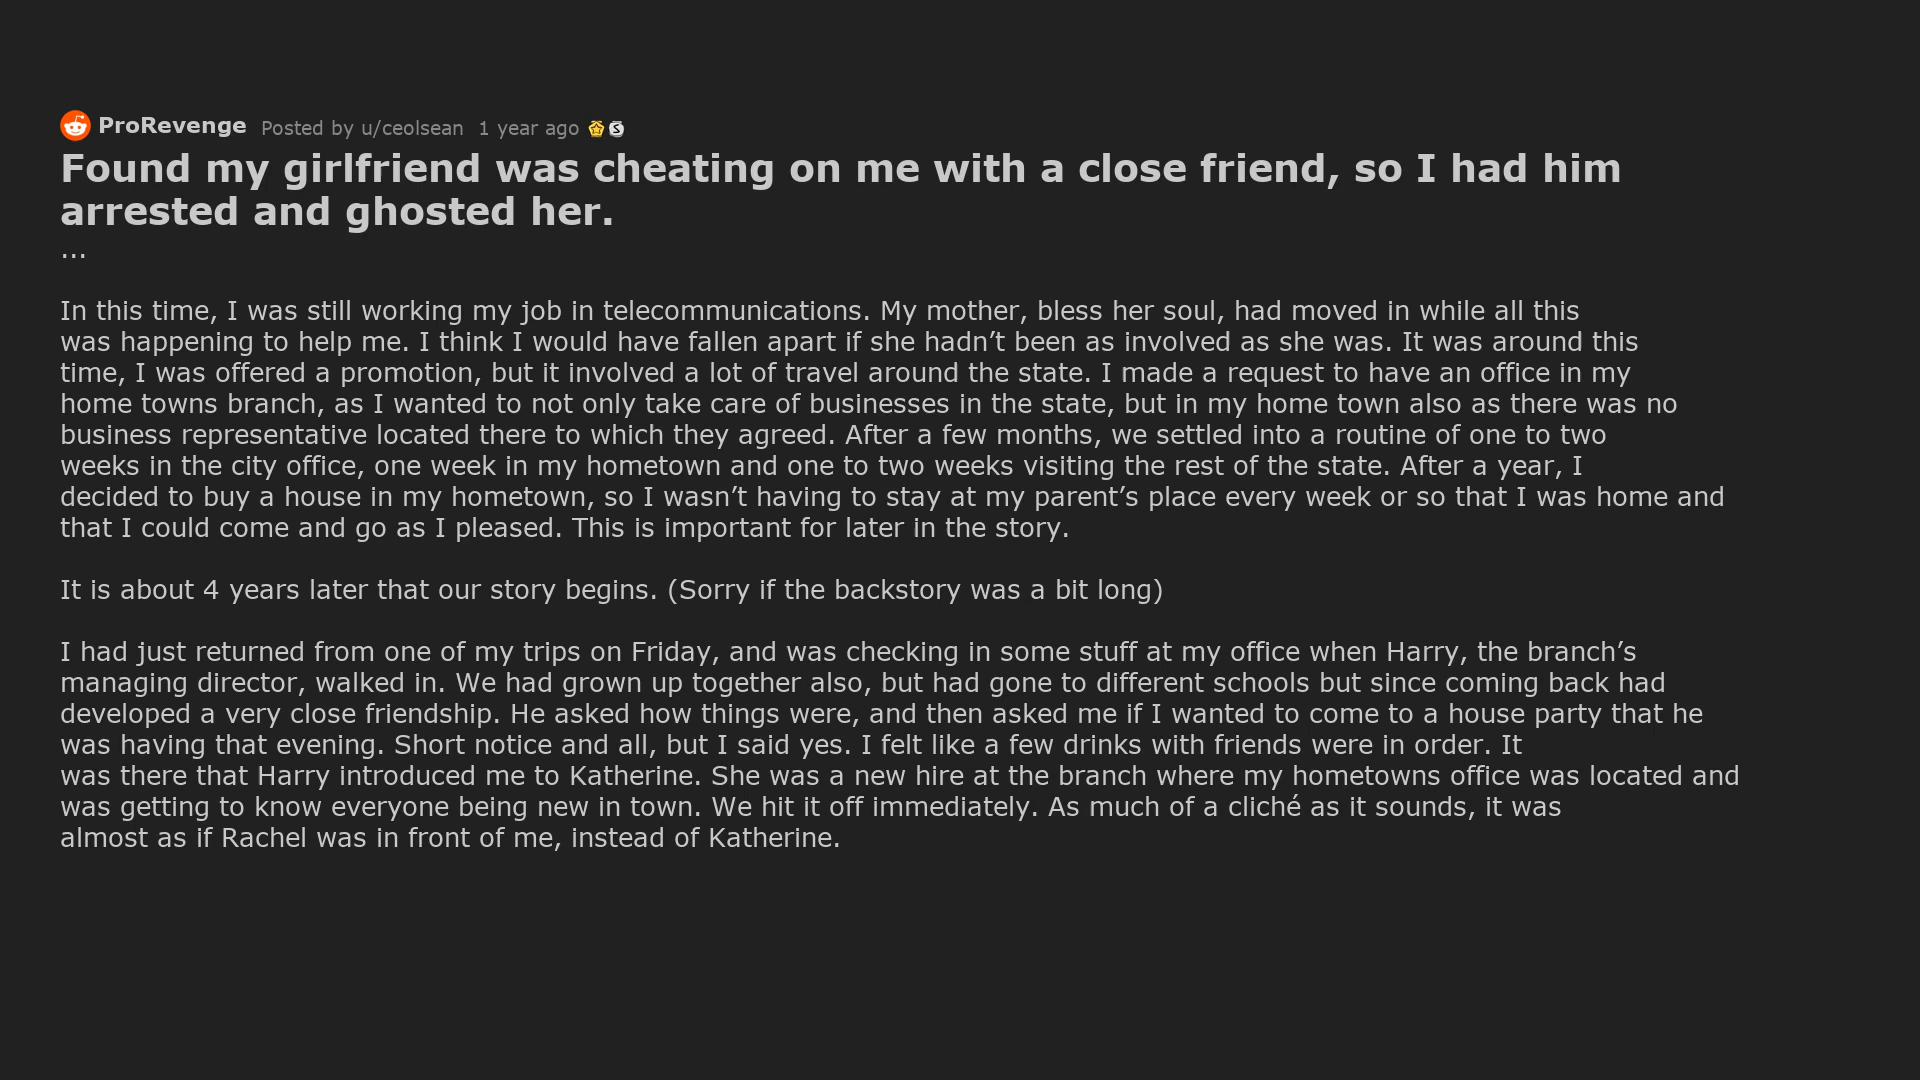 ProRevenge Posted by u/ceolsean 1 year ago
Found my girlfriend was cheating on me with a close friend, so I had him
arrested and ghosted her.
...
In this time, I was still working my job in telecommunications. My mother, bless her soul, had moved in while all this
was happening to help me. I think I would have fallen apart if she hadn’t been as involved as she was. It was around this
time, I was offered a promotion, but it involved a lot of travel around the state. I made a request to have an office in my
home towns branch, as I wanted to not only take care of businesses in the state, but in my home town also as there was no
business representative located there to which they agreed. After a few months, we settled into a routine of one to two
weeks in the city office, one week in my hometown and one to two weeks visiting the rest of the state. After a year, I
decided to buy a house in my hometown, so I wasn’t having to stay at my parent’s place every week or so that I was home and
that I could come and go as I pleased. This is important for later in the story.
It is about 4 years later that our story begins. (Sorry if the backstory was a bit long)
I had just returned from one of my trips on Friday, and was checking in some stuff at my office when Harry, the branch’s
managing director, walked in. We had grown up together also, but had gone to different schools but since coming back had
developed a very close friendship. He asked how things were, and then asked me if I wanted to come to a house party that he
was having that evening. Short notice and all, but I said yes. I felt like a few drinks with friends were in order. It
was there that Harry introduced me to Katherine. She was a new hire at the branch where my hometowns office was located and
was getting to know everyone being new in town. We hit it off immediately. As much of a cliché as it sounds, it was
almost as if Rachel was in front of me, instead of Katherine.